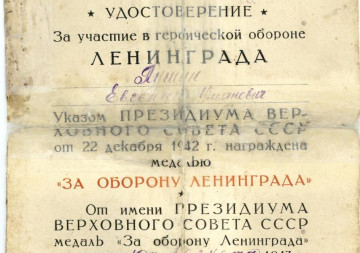 ★ УДОСТОВЕРЕНИЕ ★
За участие в героической обороне
ЛЕНИНГРАДА
Указом ПРЕЗИДИУМА ВЕР-
ХОВНОГО СОВЕТА СССР
от 22 декабря 1942 г. награждена
медалью
“ЗА ОБОРОНУ ЛЕНИНГРАДА”
От имени ПРЕЗИДИУМА
ВЕРХОВНОГО СОВЕТА СССР
медаль „За оборону Ленинграда“